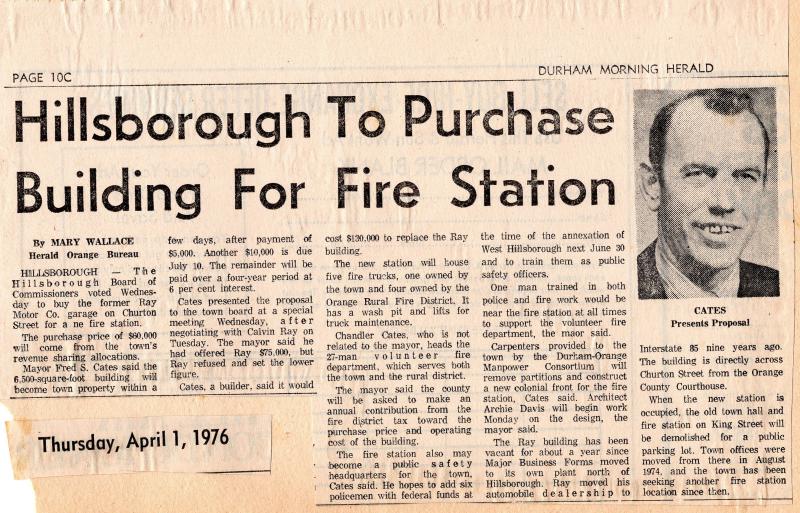 PAGE 10C
DURHAM MORNING HERALD
Hillsborough To Purchase
Building For Fire Station
By MARY WALLACE
Herald Orange Bureau
HILLSBOROUGH — The
Hillsborough Board of
Commissioners voted Wednes-
day to buy the former Ray
Motor Co. garage on Churton
Street for a ne fire station.
The purchase price of $60,000
will come from the town's
revenue sharing allocations.
Mayor Fred S. Cates said the
6,500-square-foot building will
become town property within a
few days, after payment of
$5,000. Another $10,000 is due
July 10. The remainder will be
paid over a four-year period at
6 per cent interest.
Cates presented the proposal
to the town board at a special
meeting Wednesday, after
negotiating with Calvin Ray on
Tuesday. The mayor said he
had offered Ray $75,000, but
Ray refused and set the lower
figure.
Cates, a builder, said it would
cost $130,000 to replace the Ray
building.
The new station will house
five fire trucks, one owned by
the town and four owned by the
Orange Rural Fire District. It
has a wash pit and lifts for
truck maintenance.
Chandler Cates, who is not
related to the mayor, heads the
27-man volunteer fire
department, which serves both
the town and the rural district.
The mayor said the county
will be asked to make an
annual contribution from the
fire district tax toward the
purchase price and operating
cost of the building.
The fire station also may
become a public safety
headquarters for the town,
Cates said. He hopes to add six
policemen with federal funds at
the time of the annexation of
West Hillsborough next June 30
and to train them as public
safety officers.
One man trained in both
police and fire work would be
near the fire station at all times
to support the volunteer fire
department, the maor said.
Carpenters provided to the
town by the Durham-Orange
Manpower Consortium will
remove partitions and construct
a new colonial front for the fire
station, Cates said. Architect
Archie Davis will begin work
Monday on the design, the
mayor said.
The Ray building has been
vacant for about a year since
Major Business Forms moved
to its own plant north of
Hillsborough. Ray moved his
automobile dealership to
CATES
Presents Proposal
Interstate 85 nine years ago.
The building is directly across
Churton Street from the Orange
County Courthouse.
When the new station is
occupied, the old town hall and
fire station on King Street will
be demolished for a public
parking lot. Town offices were
moved from there in August
1974, and the town has been
seeking another fire station
location since then.
Thursday, April 1, 1976